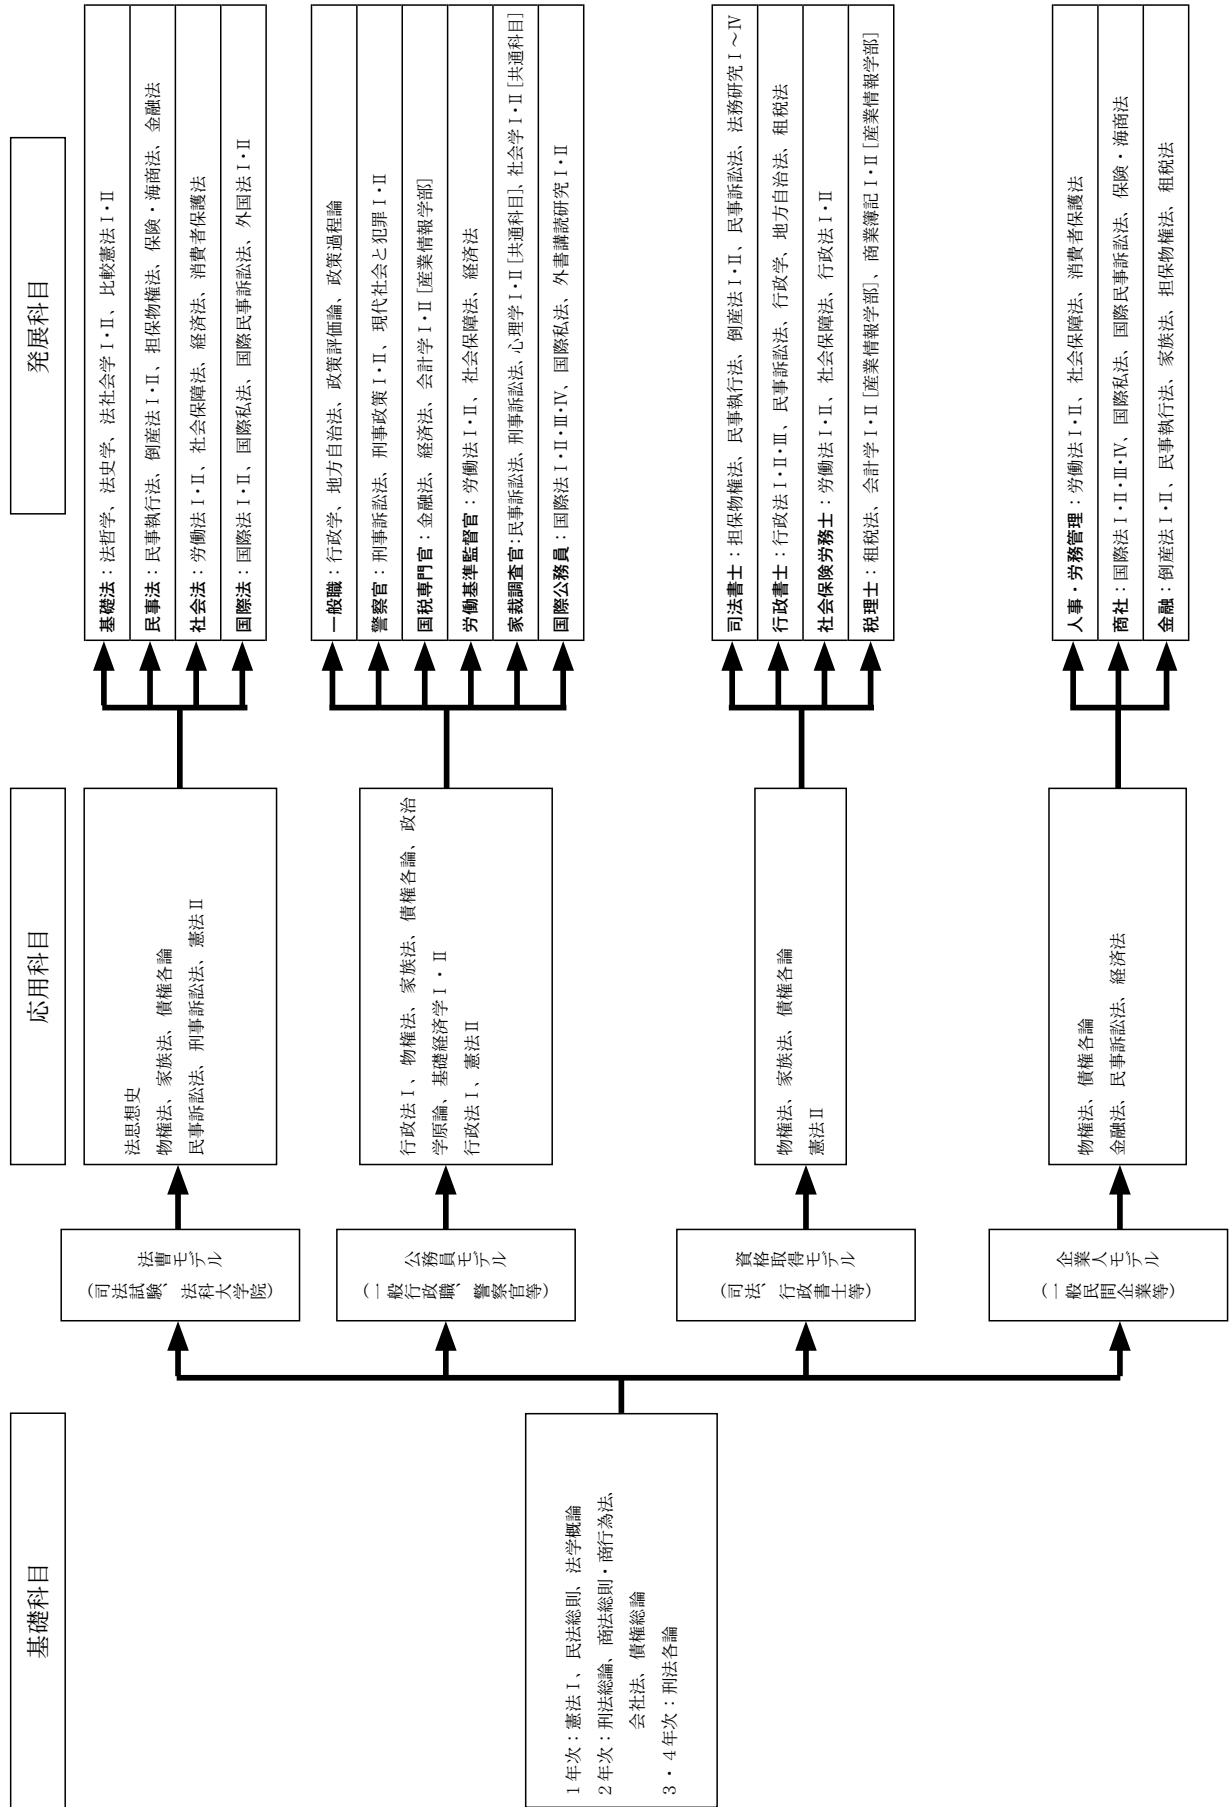 基礎科目
応用科目
発展科目
1年次：憲法Ⅰ、民法総則、法学概論
2年次：刑法総論、商法総則・商行為法、
会社法、債権総論
3・4年次：刑法各論
法曹モデル
（司法試験、法科大学院）
法思想史
物権法、家族法、債権各論
民事訴訟法、刑事訴訟法、憲法Ⅱ
基礎法：法哲学、法史学、法社会学Ⅰ・Ⅱ、比較憲法Ⅰ・Ⅱ
民事法：民事執行法、倒産法Ⅰ・Ⅱ、担保物権法、保険・海商法、金融法
社会法：労働法Ⅰ・Ⅱ、社会保障法、経済法、消費者保護法
国際法：国際法Ⅰ・Ⅱ、国際私法、国際民事訴訟法、外国法Ⅰ・Ⅱ
公務員モデル
（一般行政職、警察官等）
行政法Ⅰ、物権法、家族法、債権各論、政治
学原論、基礎経済学Ⅰ・Ⅱ
行政法Ⅰ、憲法Ⅱ
一般職：行政学、地方自治法、政策評価論、政策過程論
警察官：刑事訴訟法、刑事政策Ⅰ・Ⅱ、現代社会と犯罪Ⅰ・Ⅱ
国税専門官：金融法、経済法、会計学Ⅰ・Ⅱ［産業情報学部］
労働基準監督官：労働法Ⅰ・Ⅱ、社会保障法、経済法
家裁調査官：民事訴訟法、刑事訴訟法、心理学Ⅰ・Ⅱ［共通科目］、社会学Ⅰ・Ⅱ［共通科目］
国際公務員：国際法Ⅰ・Ⅱ・Ⅲ・Ⅳ、国際私法、外書講読研究Ⅰ・Ⅱ
資格取得モデル
（司法、行政書士等）
物権法、家族法、債権各論
憲法Ⅱ
司法書士：担保物権法、民事執行法、倒産法Ⅰ・Ⅱ、民事訴訟法、法務研究Ⅰ～Ⅳ
行政書士：行政法Ⅰ・Ⅱ・Ⅲ、民事訴訟法、行政学、地方自治法、租税法
社会保険労務士：労働法Ⅰ・Ⅱ、社会保障法、行政法Ⅰ・Ⅱ
税理士：租税法、会計学Ⅰ・Ⅱ［産業情報学部］、商業簿記Ⅰ・Ⅱ［産業情報学部］
企業人モデル
（一般民間企業等）
物権法、債権各論
金融法、民事訴訟法、経済法
人事・労務管理：労働法Ⅰ・Ⅱ、社会保障法、消費者保護法
商社：国際法Ⅰ・Ⅱ・Ⅲ・Ⅳ、国際私法、国際民事訴訟法、保険・海商法
金融：倒産法Ⅰ・Ⅱ、民事執行法、家族法、担保物権法、租税法